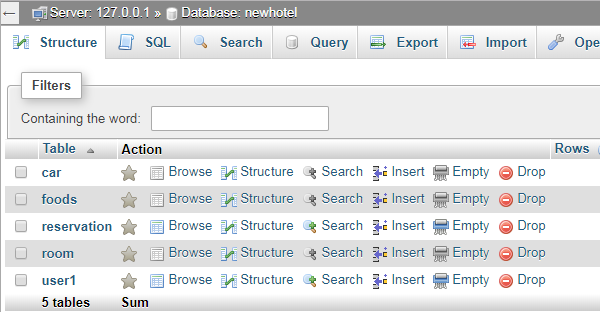 Server: 127.0.0.1 » Database: newhotel
Structure SQL Search Query Export Import Ope
Filters
Containing the word:
Table Action Rows
car Browse Structure Search Insert Empty Drop
foods Browse Structure Search Insert Empty Drop
reservation Browse Structure Search Insert Empty Drop
room Browse Structure Search Insert Empty Drop
user1 Browse Structure Search Insert Empty Drop
5 tables Sum